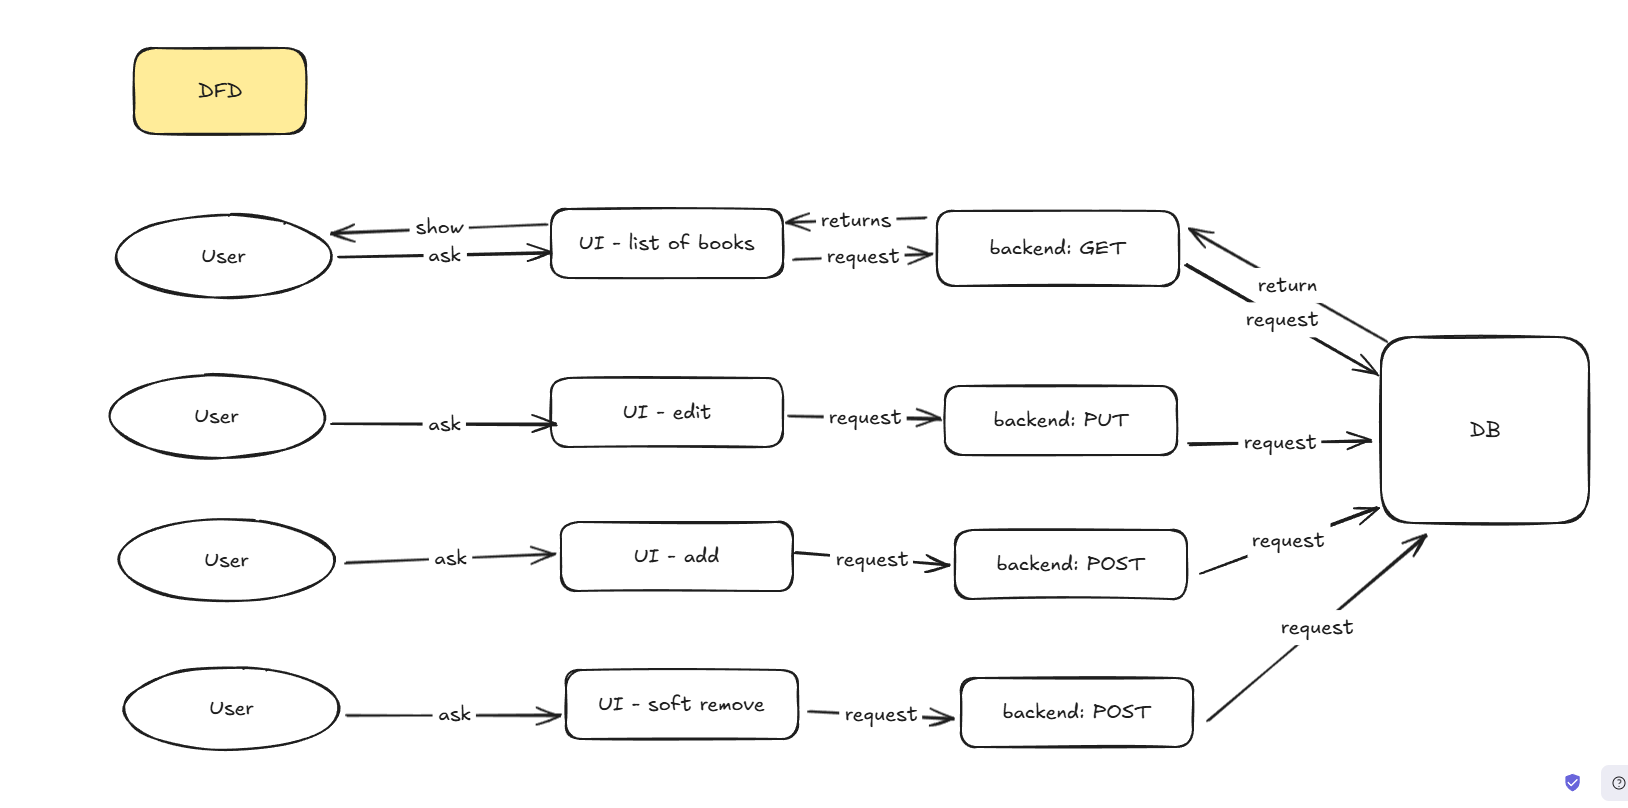 DFD
User
show
ask
UI - list of books
returns
request
backend: GET
return
request
User
ask
UI - edit
request
backend: PUT
request
DB
User
ask
UI - add
request
backend: POST
request
User
ask
UI - soft remove
request
backend: POST
request